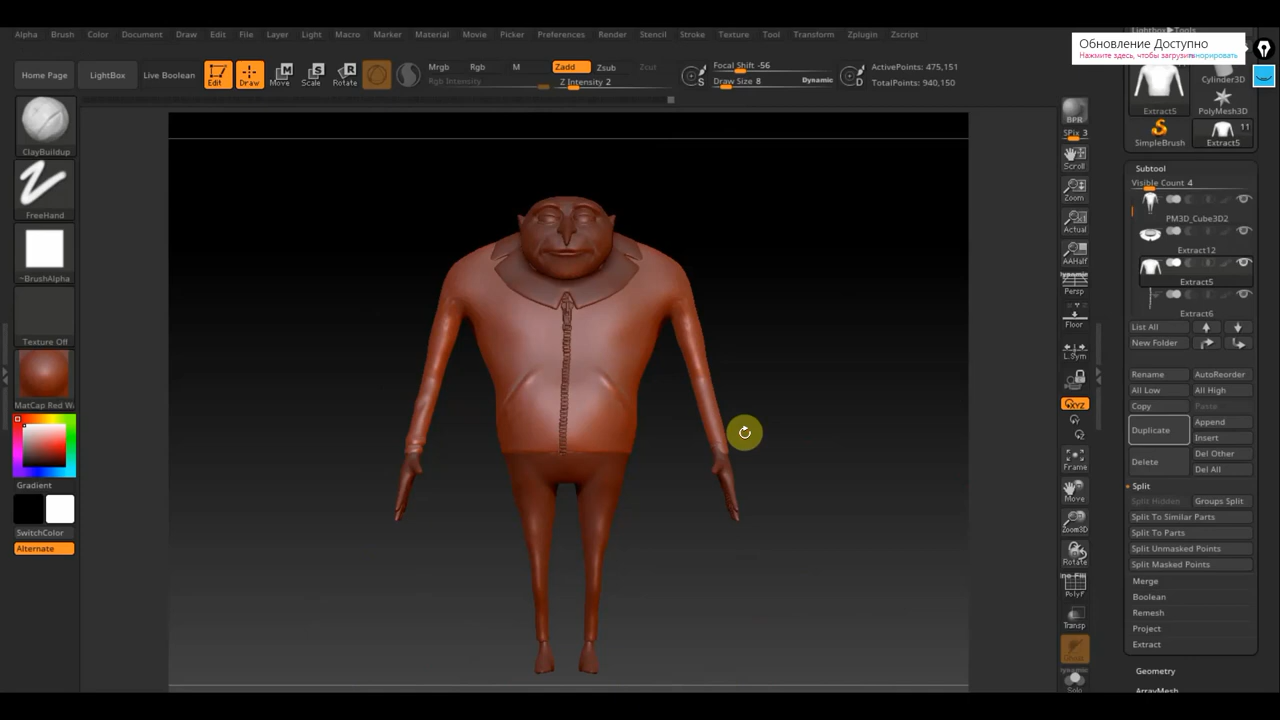 Alpha Brush Color Document Draw Edit File Layer Light Macro Marker Material Movie Picker Preferences Render Stencil Stroke Texture Tool Transform Zplugin Zscript
Lightbox▸Tools
Обновление Доступно
Нажмите здесь, чтобы загрузить
игнорировать
Home Page LightBox Live Boolean Edit Draw Move Scale Rotate
Mrgb Rgb M Zadd Zsub Zcut
Rgb Intensity Z Intensity 2
Focal Shift -56
Draw Size 8 Dynamic
S D
ActivePoints: 475,151
TotalPoints: 940,150
ClayBuildup
FreeHand
~BrushAlpha
Texture Off
MatCap Red W
Gradient
SwitchColor
Alternate
BPR
SPix 3
Scroll
Zoom
Actual
AAHalf
Dynamic
Persp
Floor
L.Sym
XYZ
Y
Z
Frame
Move
Zoom3D
Rotate
PolyF
Transp
Ghost
Dynamic
Solo
Cylinder3D
Extract5 PolyMesh3D
11
SimpleBrush Extract5
Subtool
Visible Count 4
PM3D_Cube3D2
Extract12
Extract5
Extract6
List All
New Folder
Rename AutoReorder
All Low All High
Copy Paste
Duplicate Append
Insert
Delete Del Other
Del All
Split
Split Hidden Groups Split
Split To Similar Parts
Split To Parts
Split Unmasked Points
Split Masked Points
Merge
Boolean
Remesh
Project
Extract
Geometry
ArrayMesh